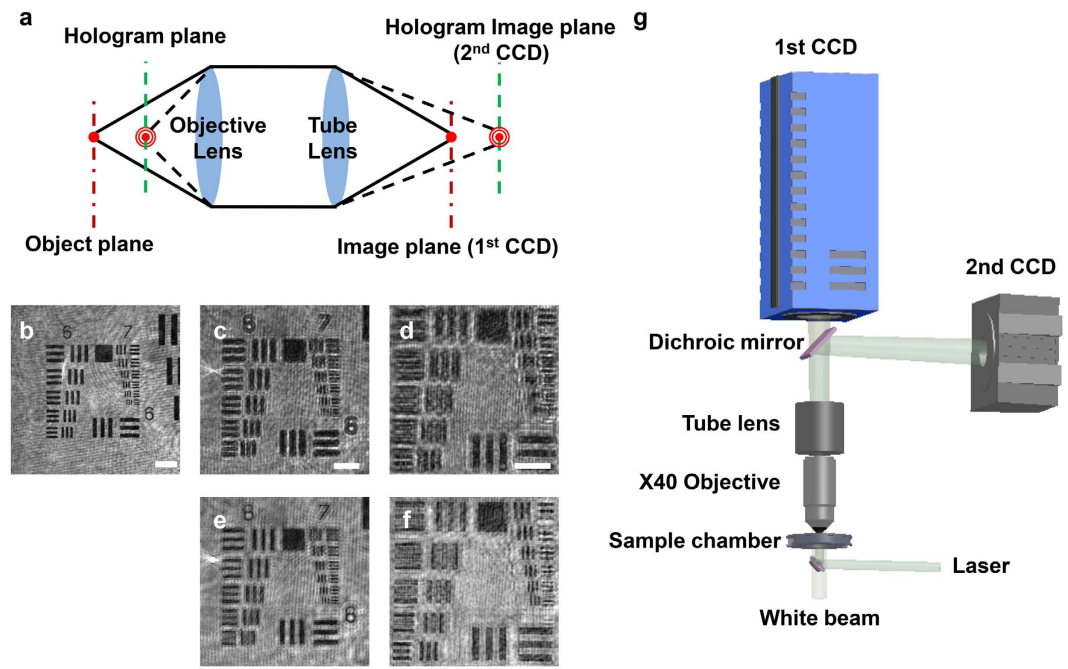 a
Hologram plane
Hologram Image plane
(2nd CCD)
Objective
Lens
Tube
Lens
Object plane
Image plane (1st CCD)
b
6
7
6
c
6
7
6
d
e
6
7
6
f
g
1st CCD
2nd CCD
Dichroic mirror
Tube lens
X40 Objective
Sample chamber
Laser
White beam